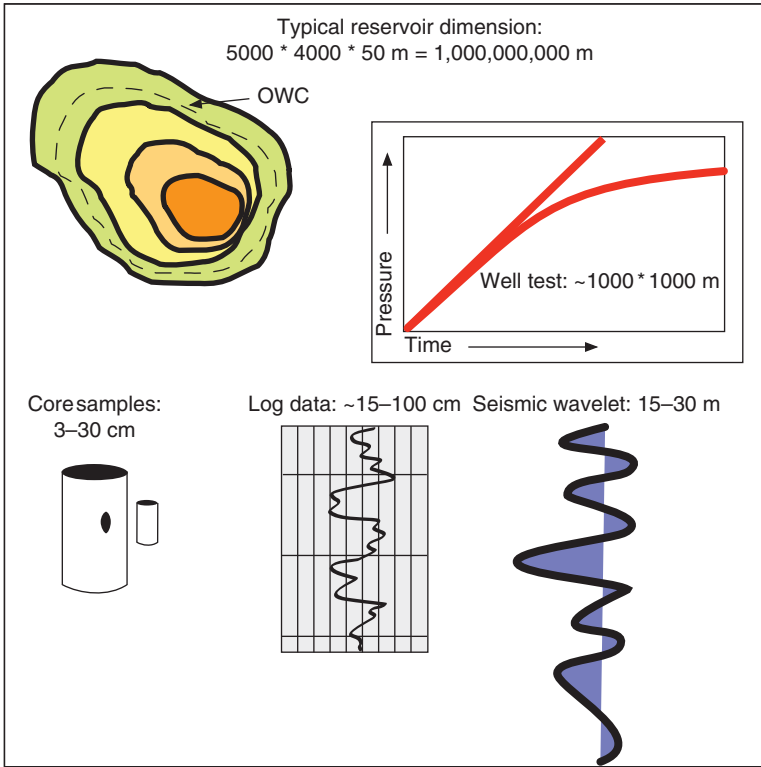 Typical reservoir dimension:
5000 * 4000 * 50 m = 1,000,000,000 m
OWC
Pressure
Well test: ~1000 * 1000 m
Time
Core samples:
3–30 cm
Log data: ~15–100 cm
Seismic wavelet: 15–30 m